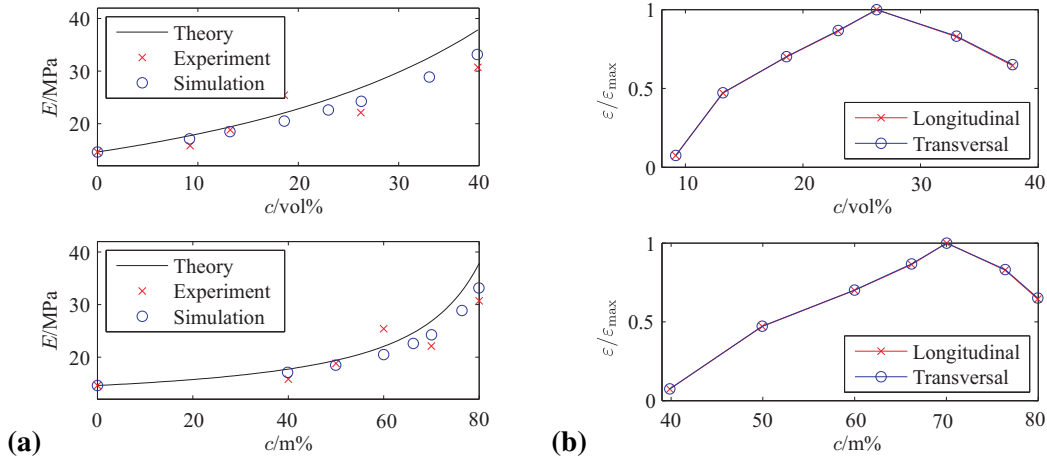 40
30
20
E/MPa
Theory
Experiment
Simulation
0 10 20 30 40
c/vol%
40
30
20
E/MPa
Theory
Experiment
Simulation
0 20 40 60 80
c/m%
(a)
1
0.5
0
ε/εmax
Longitudinal
Transversal
10 20 30 40
c/vol%
1
0.5
0
ε/εmax
Longitudinal
Transversal
40 50 60 70 80
c/m%
(b)